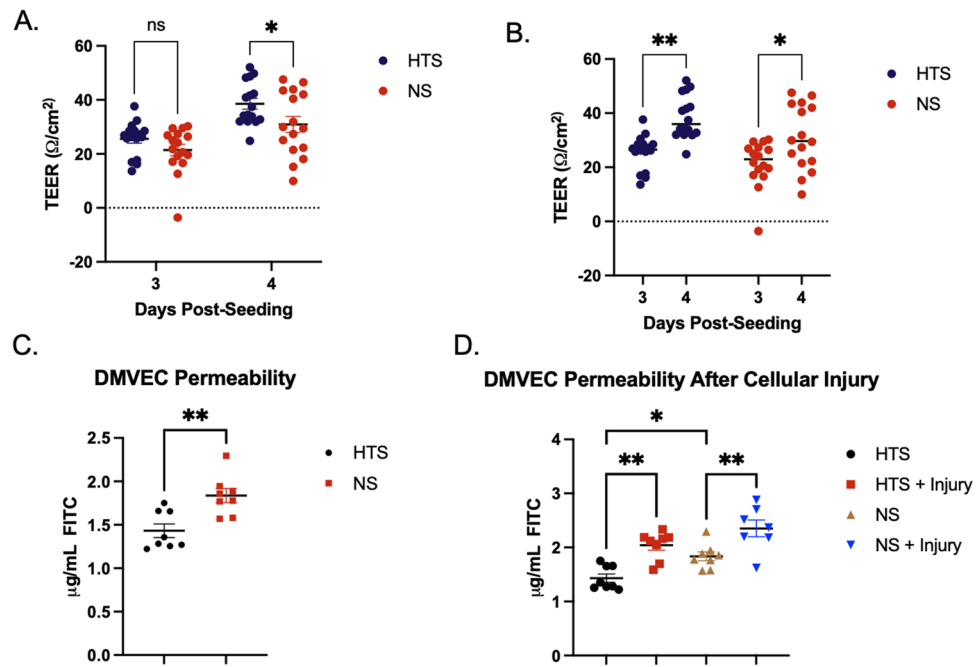 A.
ns
*
60
40
20
0
-20
TEER (Ω/cm²)
3
4
Days Post-Seeding
HTS
NS
B.
**
*
60
40
20
0
-20
TEER (Ω/cm²)
3
4
3
4
Days Post-Seeding
HTS
NS
C.
DMVEC Permeability
**
2.5
2.0
1.5
1.0
0.5
0.0
µg/mL FITC
HTS
NS
D.
DMVEC Permeability After Cellular Injury
*
**
**
4
3
2
1
0
µg/mL FITC
HTS
HTS + Injury
NS
NS + Injury